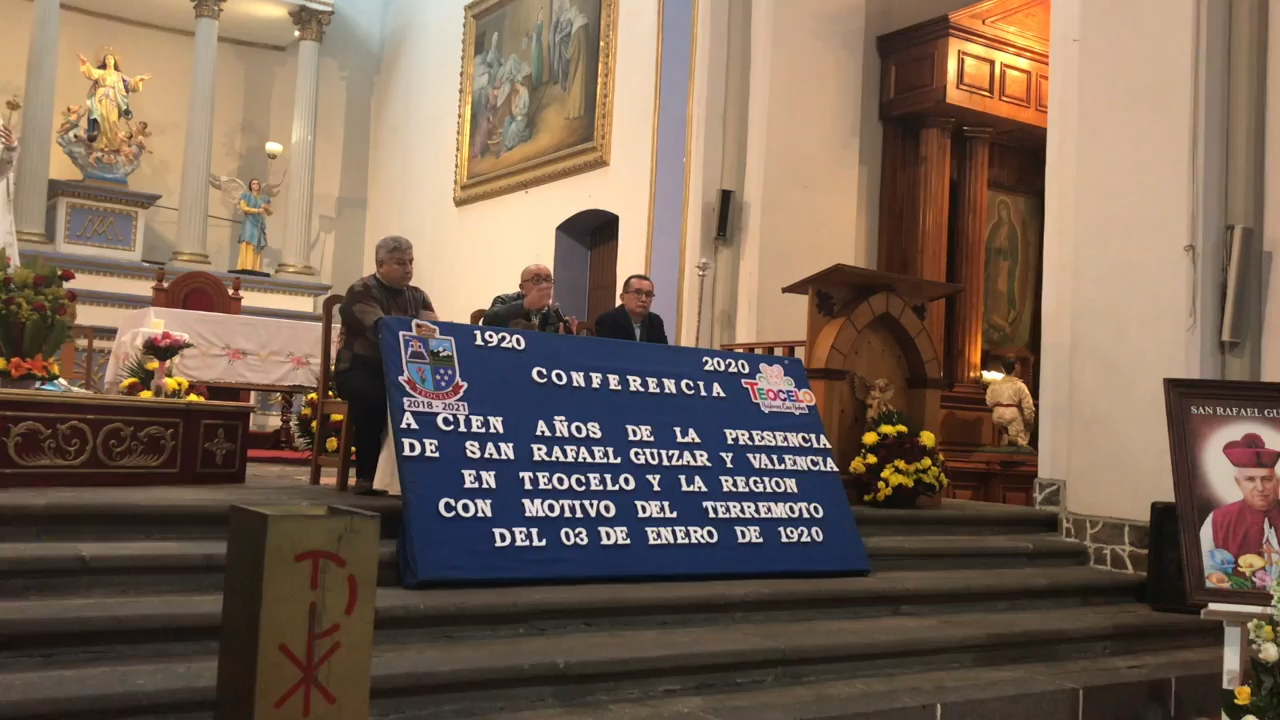 1920
2020
CONFERENCIA
TEOCELO
2018-2021
TEOCELO
A CIEN AÑOS DE LA PRESENCIA
DE SAN RAFAEL GUIZAR Y VALENCIA
EN TEOCELO Y LA REGION
CON MOTIVO DEL TERREMOTO
DEL 03 DE ENERO DE 1920
SAN RAFAEL GU